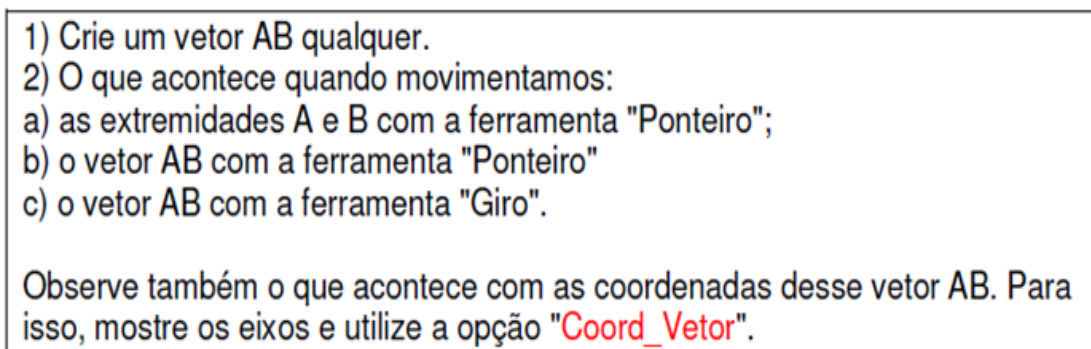 1) Crie um vetor AB qualquer.
2) O que acontece quando movimentamos:
a) as extremidades A e B com a ferramenta "Ponteiro";
b) o vetor AB com a ferramenta "Ponteiro"
c) o vetor AB com a ferramenta "Giro".
Observe também o que acontece com as coordenadas desse vetor AB. Para
isso, mostre os eixos e utilize a opção "Coord_Vetor".